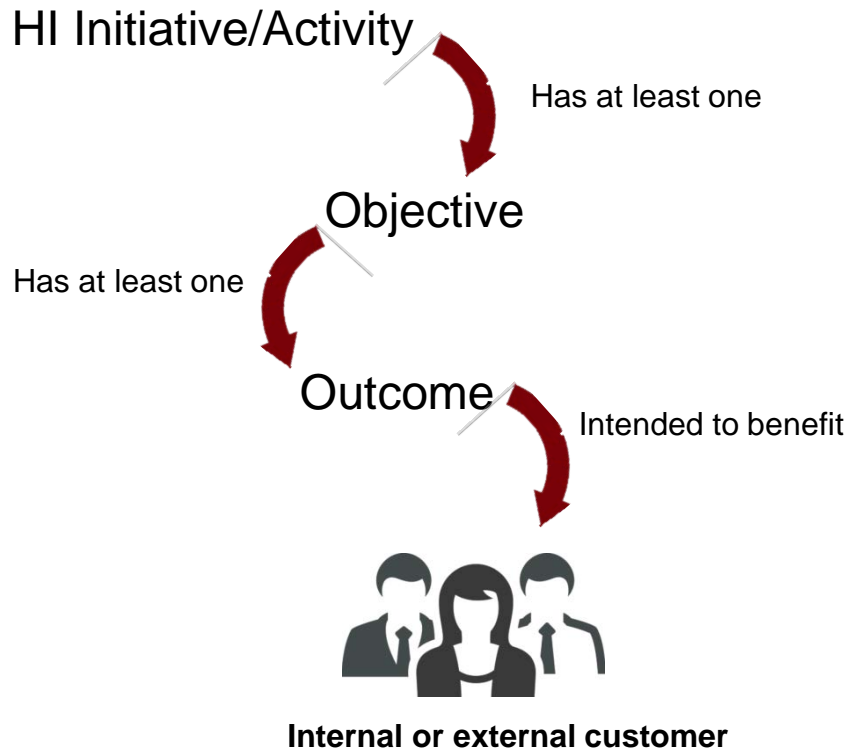 HI Initiative/Activity
Has at least one
Objective
Has at least one
Outcome
Intended to benefit
Internal or external customer